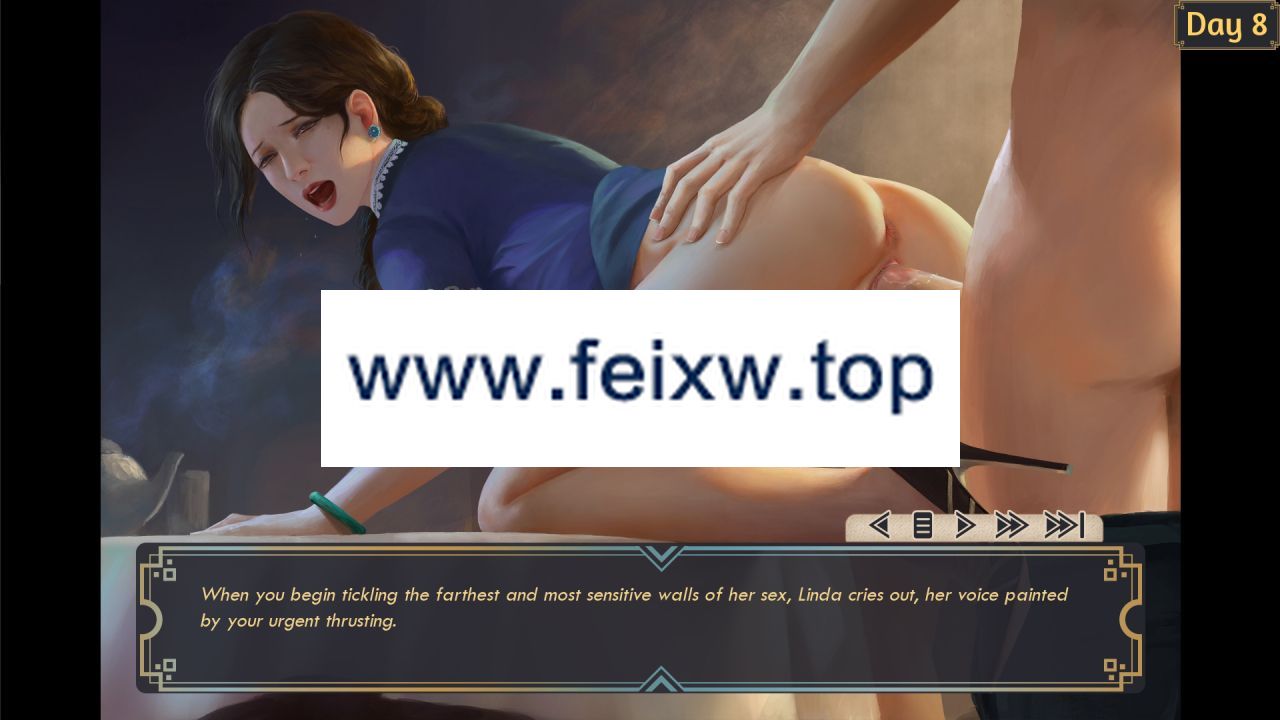 Day 8
www.feixw.top
When you begin tickling the farthest and most sensitive walls of her sex, Linda cries out, her voice painted
by your urgent thrusting.